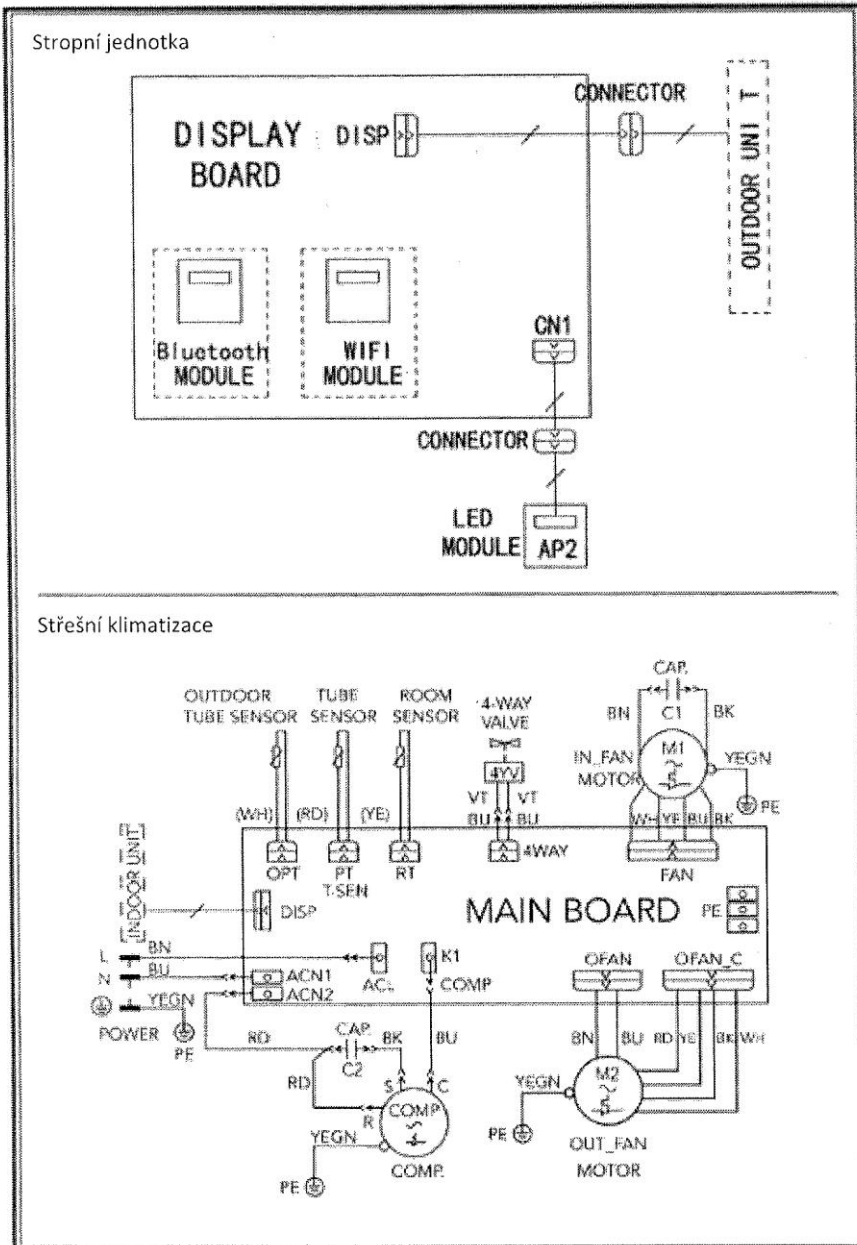 Stropní jednotka
CONNECTOR
DISPLAY
BOARD
DISP
OUTDOOR UNI T
Bluetooth
MODULE
WIFI
MODULE
CN1
CONNECTOR
LED
MODULE
AP2
Střešní klimatizace
OUTDOOR
TUBE SENSOR
TUBE
SENSOR
ROOM
SENSOR
4-WAY
VALVE
4YV
CAP.
C1
BN
BK
M1
IN_FAN
MOTOR
YEGN
PE
VT
VT
(WH)
(RD)
(YE)
BU
BU
WH
YE
BU
BK
OPT
PT
T-SEN
RT
4WAY
FAN
INDOOR UNIT
DISP
MAIN BOARD
PE
L
BN
N
BU
ACN1
ACN2
ACL
K1
COMP
OFAN
OFAN_C
YEGN
POWER
PE
RD
CAP.
C2
BK
BU
BN
BU
RD
YE
BK
WH
RD
S
C
R
COMP
YEGN
PE
COMP.
YEGN
M2
PE
OUT_FAN
MOTOR